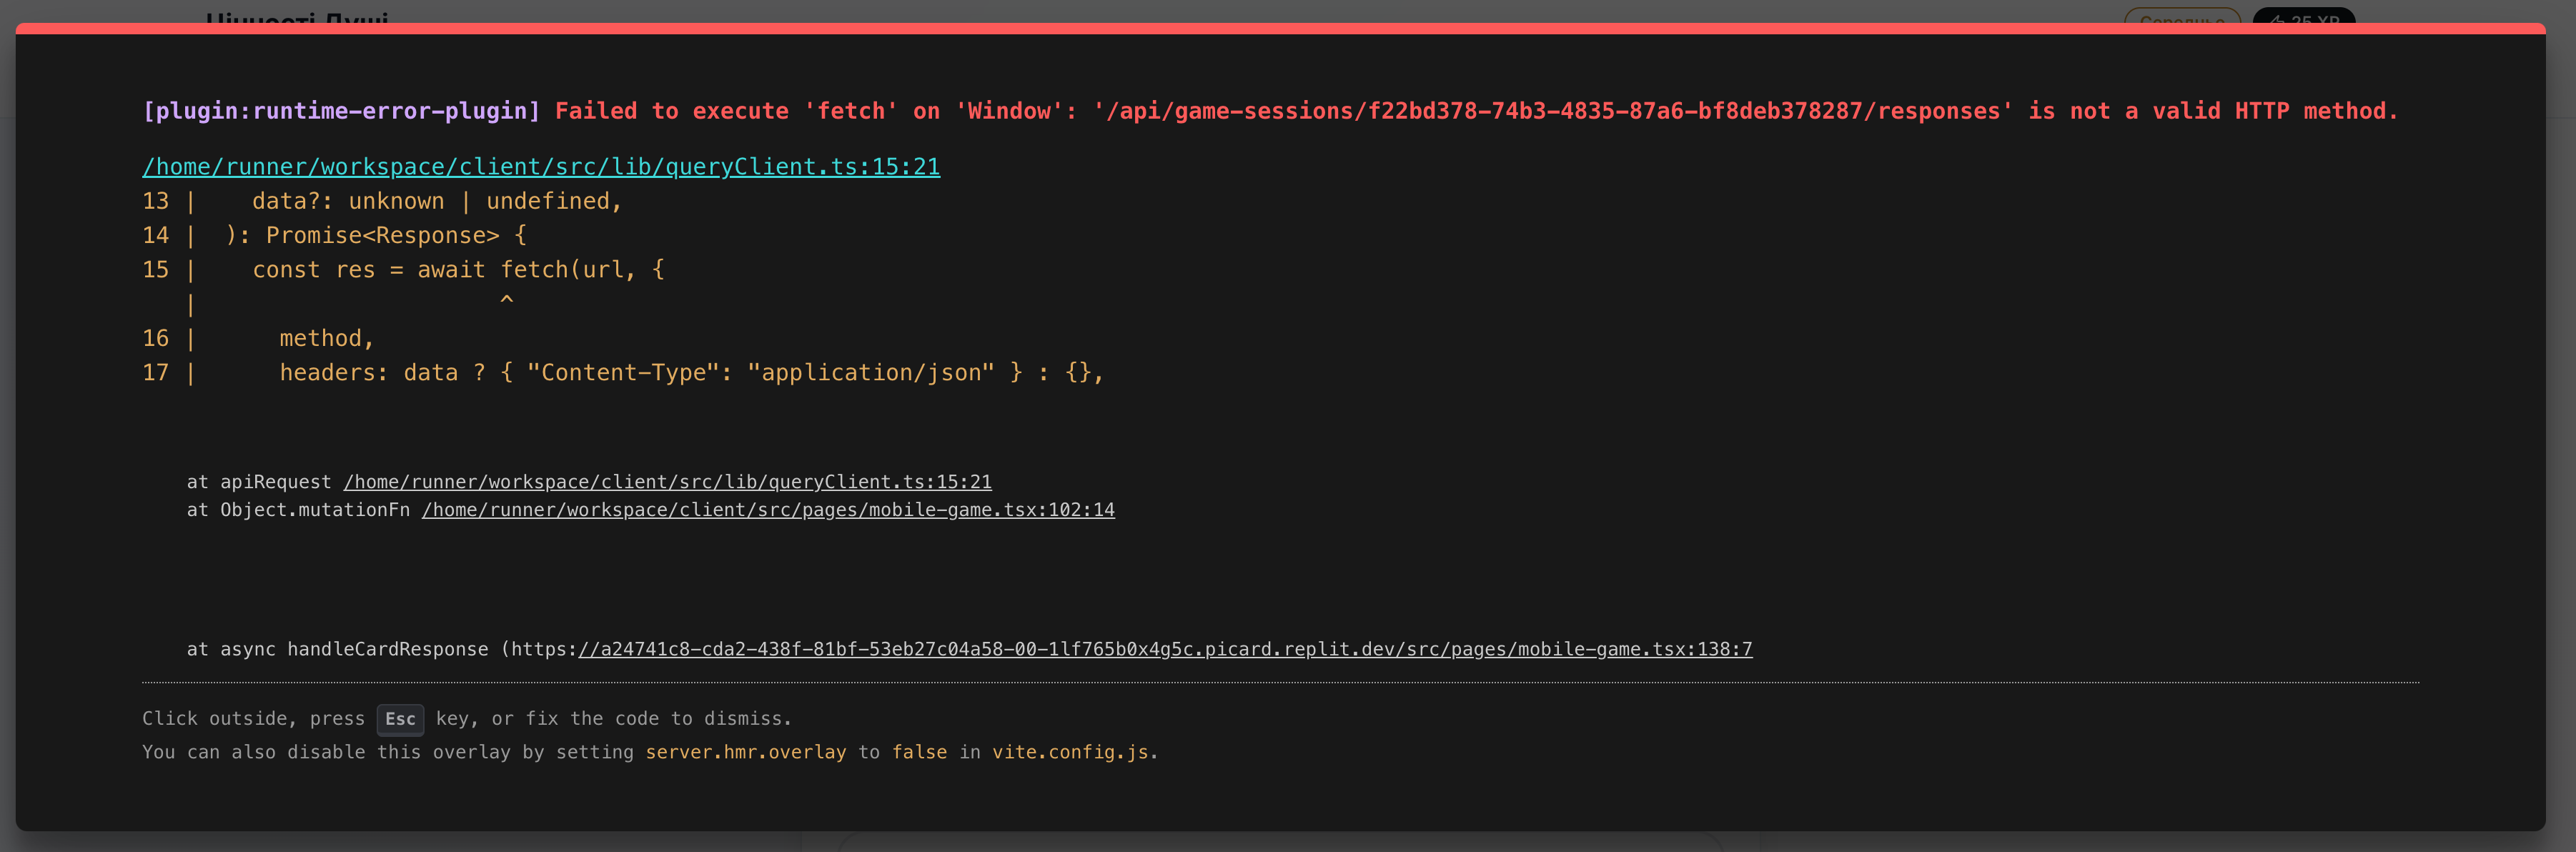 Цінності Душі
Середньо 25 XP
[plugin:runtime-error-plugin] Failed to execute 'fetch' on 'Window': '/api/game-sessions/f22bd378-74b3-4835-87a6-bf8deb378287/responses' is not a valid HTTP method.
/home/runner/workspace/client/src/lib/queryClient.ts:15:21
13 |    data?: unknown | undefined,
14 |  ): Promise<Response> {
15 |    const res = await fetch(url, {
   |                      ^
16 |      method,
17 |      headers: data ? { "Content-Type": "application/json" } : {},
at apiRequest /home/runner/workspace/client/src/lib/queryClient.ts:15:21
at Object.mutationFn /home/runner/workspace/client/src/pages/mobile-game.tsx:102:14
at async handleCardResponse (https://a24741c8-cda2-438f-81bf-53eb27c04a58-00-1lf765b0x4g5c.picard.replit.dev/src/pages/mobile-game.tsx:138:7
Click outside, press Esc key, or fix the code to dismiss.
You can also disable this overlay by setting server.hmr.overlay to false in vite.config.js.